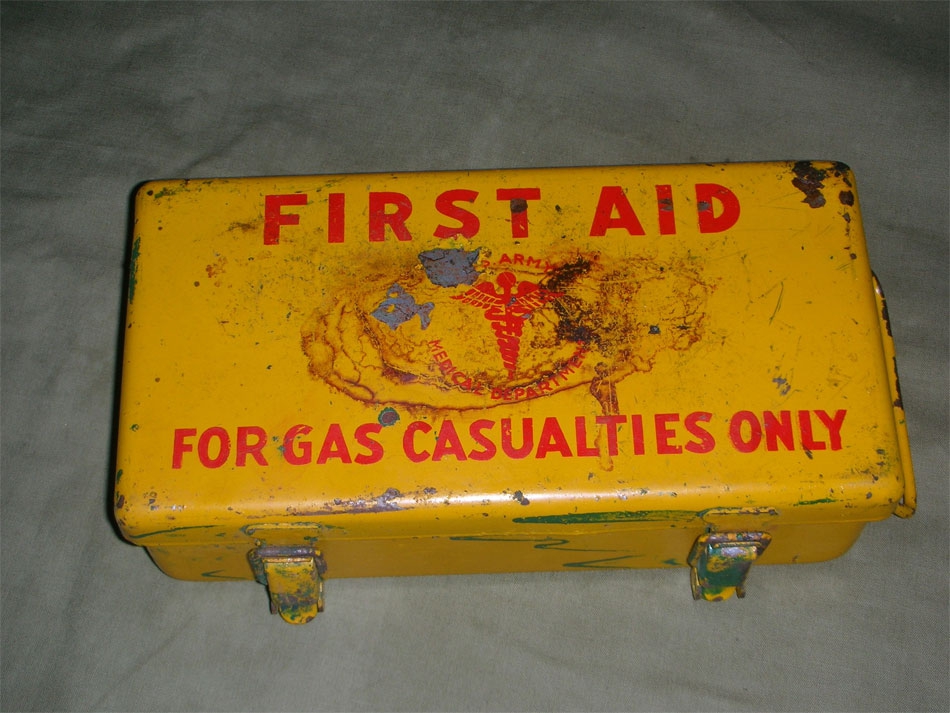 FIRST AID
ARMY
MEDICAL DEPARTMENT
FOR GAS CASUALTIES ONLY